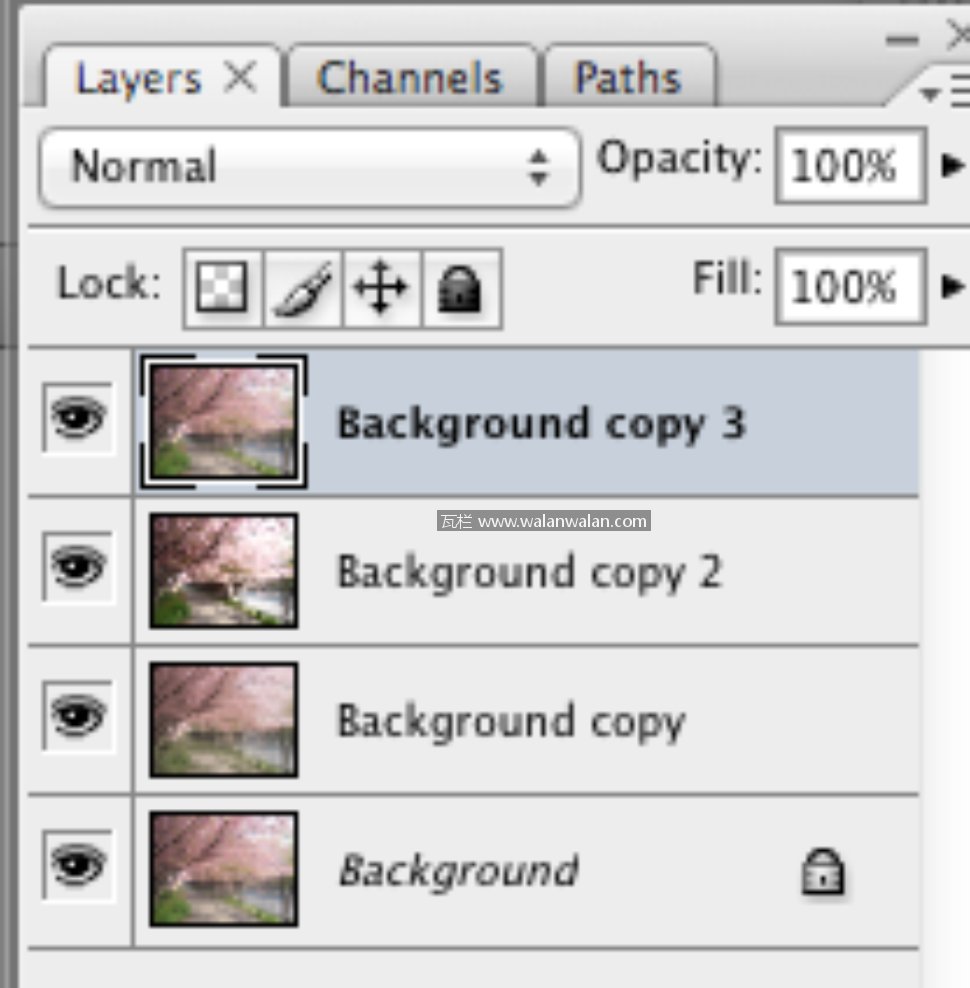 Layers Channels Paths
Normal Opacity: 100%
Lock: Fill: 100%
Background copy 3
瓦栏 www.walanwalan.com
Background copy 2
Background copy
Background